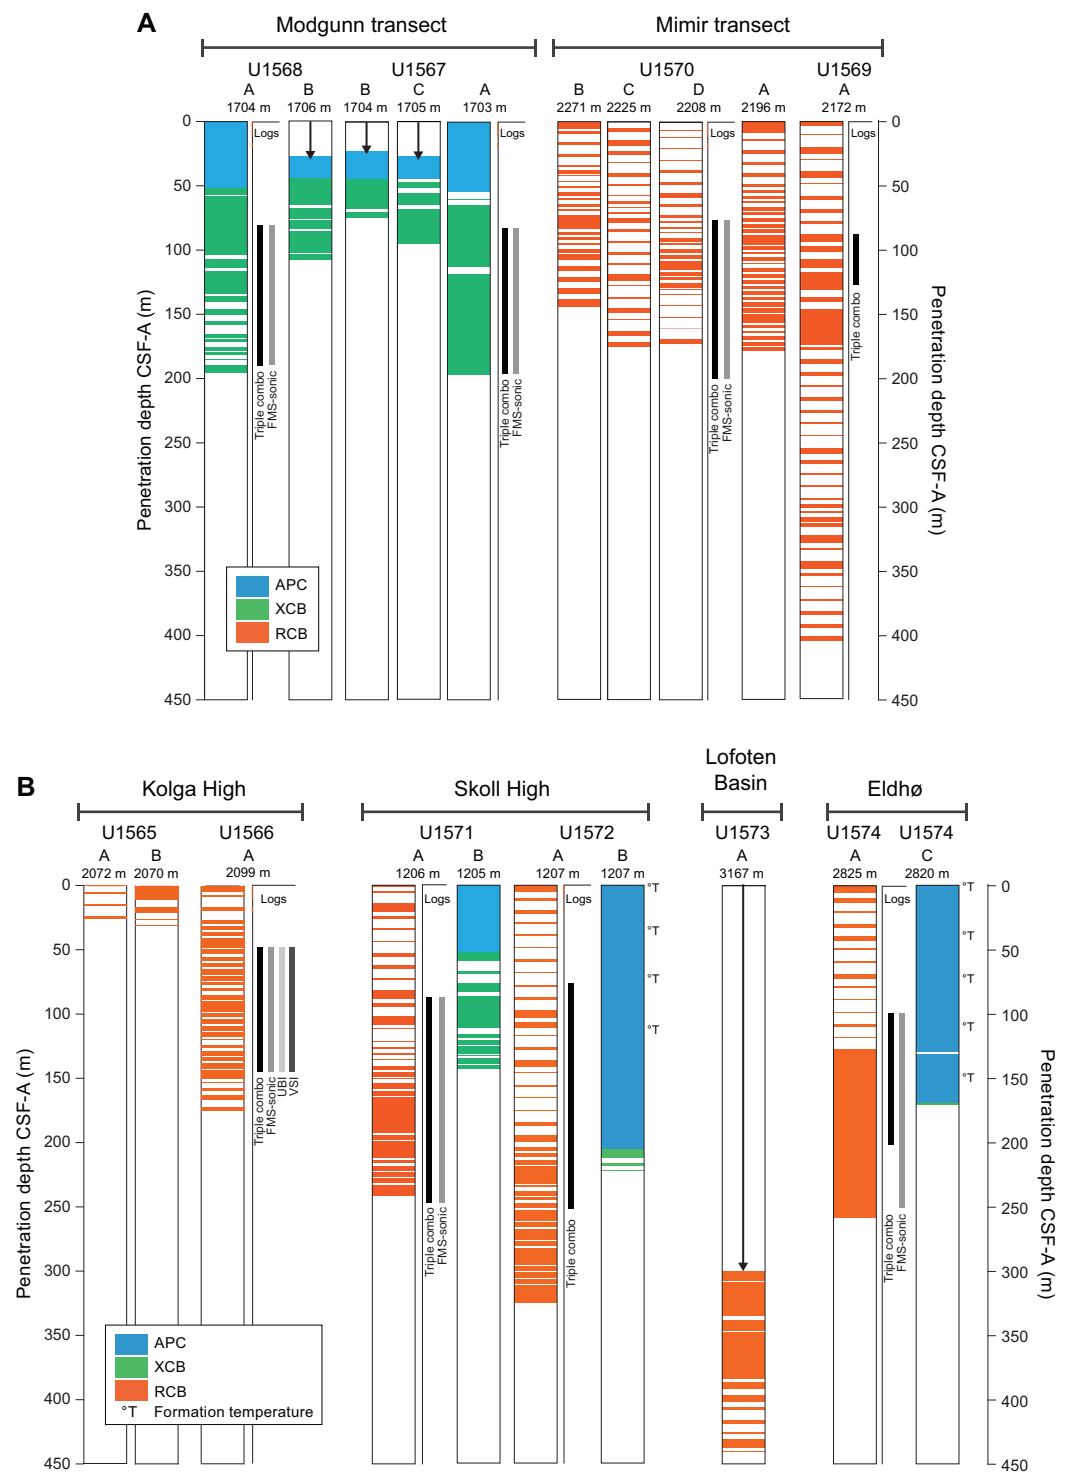 A
Modgunn transect
Mimir transect
U1568
U1567
U1570
U1569
A
B
B
C
A
B
C
D
A
A
1704 m
1706 m
1704 m
1705 m
1703 m
2271 m
2225 m
2208 m
2196 m
2172 m
0
Logs
Logs
Logs
Logs
0
50
50
100
100
150
150
200
200
250
250
300
300
350
350
400
400
450
450
Penetration depth CSF-A (m)
Triple combo
FMS-sonic
Triple combo
FMS-sonic
Triple combo
FMS-sonic
Triple combo
Penetration depth CSF-A (m)
APC
XCB
RCB
B
Kolga High
Skoll High
Lofoten
Basin
Eldhø
U1565
U1566
U1571
U1572
U1573
U1574
U1574
A
B
A
A
B
A
B
A
A
C
2072 m
2070 m
2099 m
1206 m
1205 m
1207 m
1207 m
3167 m
2825 m
2820 m
0
Logs
Logs
Logs
°T
Logs
°T
0
°T
°T
50
50
°T
°T
100
100
°T
°T
150
°T
150
200
200
250
250
300
300
350
350
400
400
450
450
Penetration depth CSF-A (m)
Triple combo
FMS-sonic
UBI
VSI
Triple combo
FMS-sonic
Triple combo
Triple combo
FMS-sonic
Penetration depth CSF-A (m)
APC
XCB
RCB
°T Formation temperature